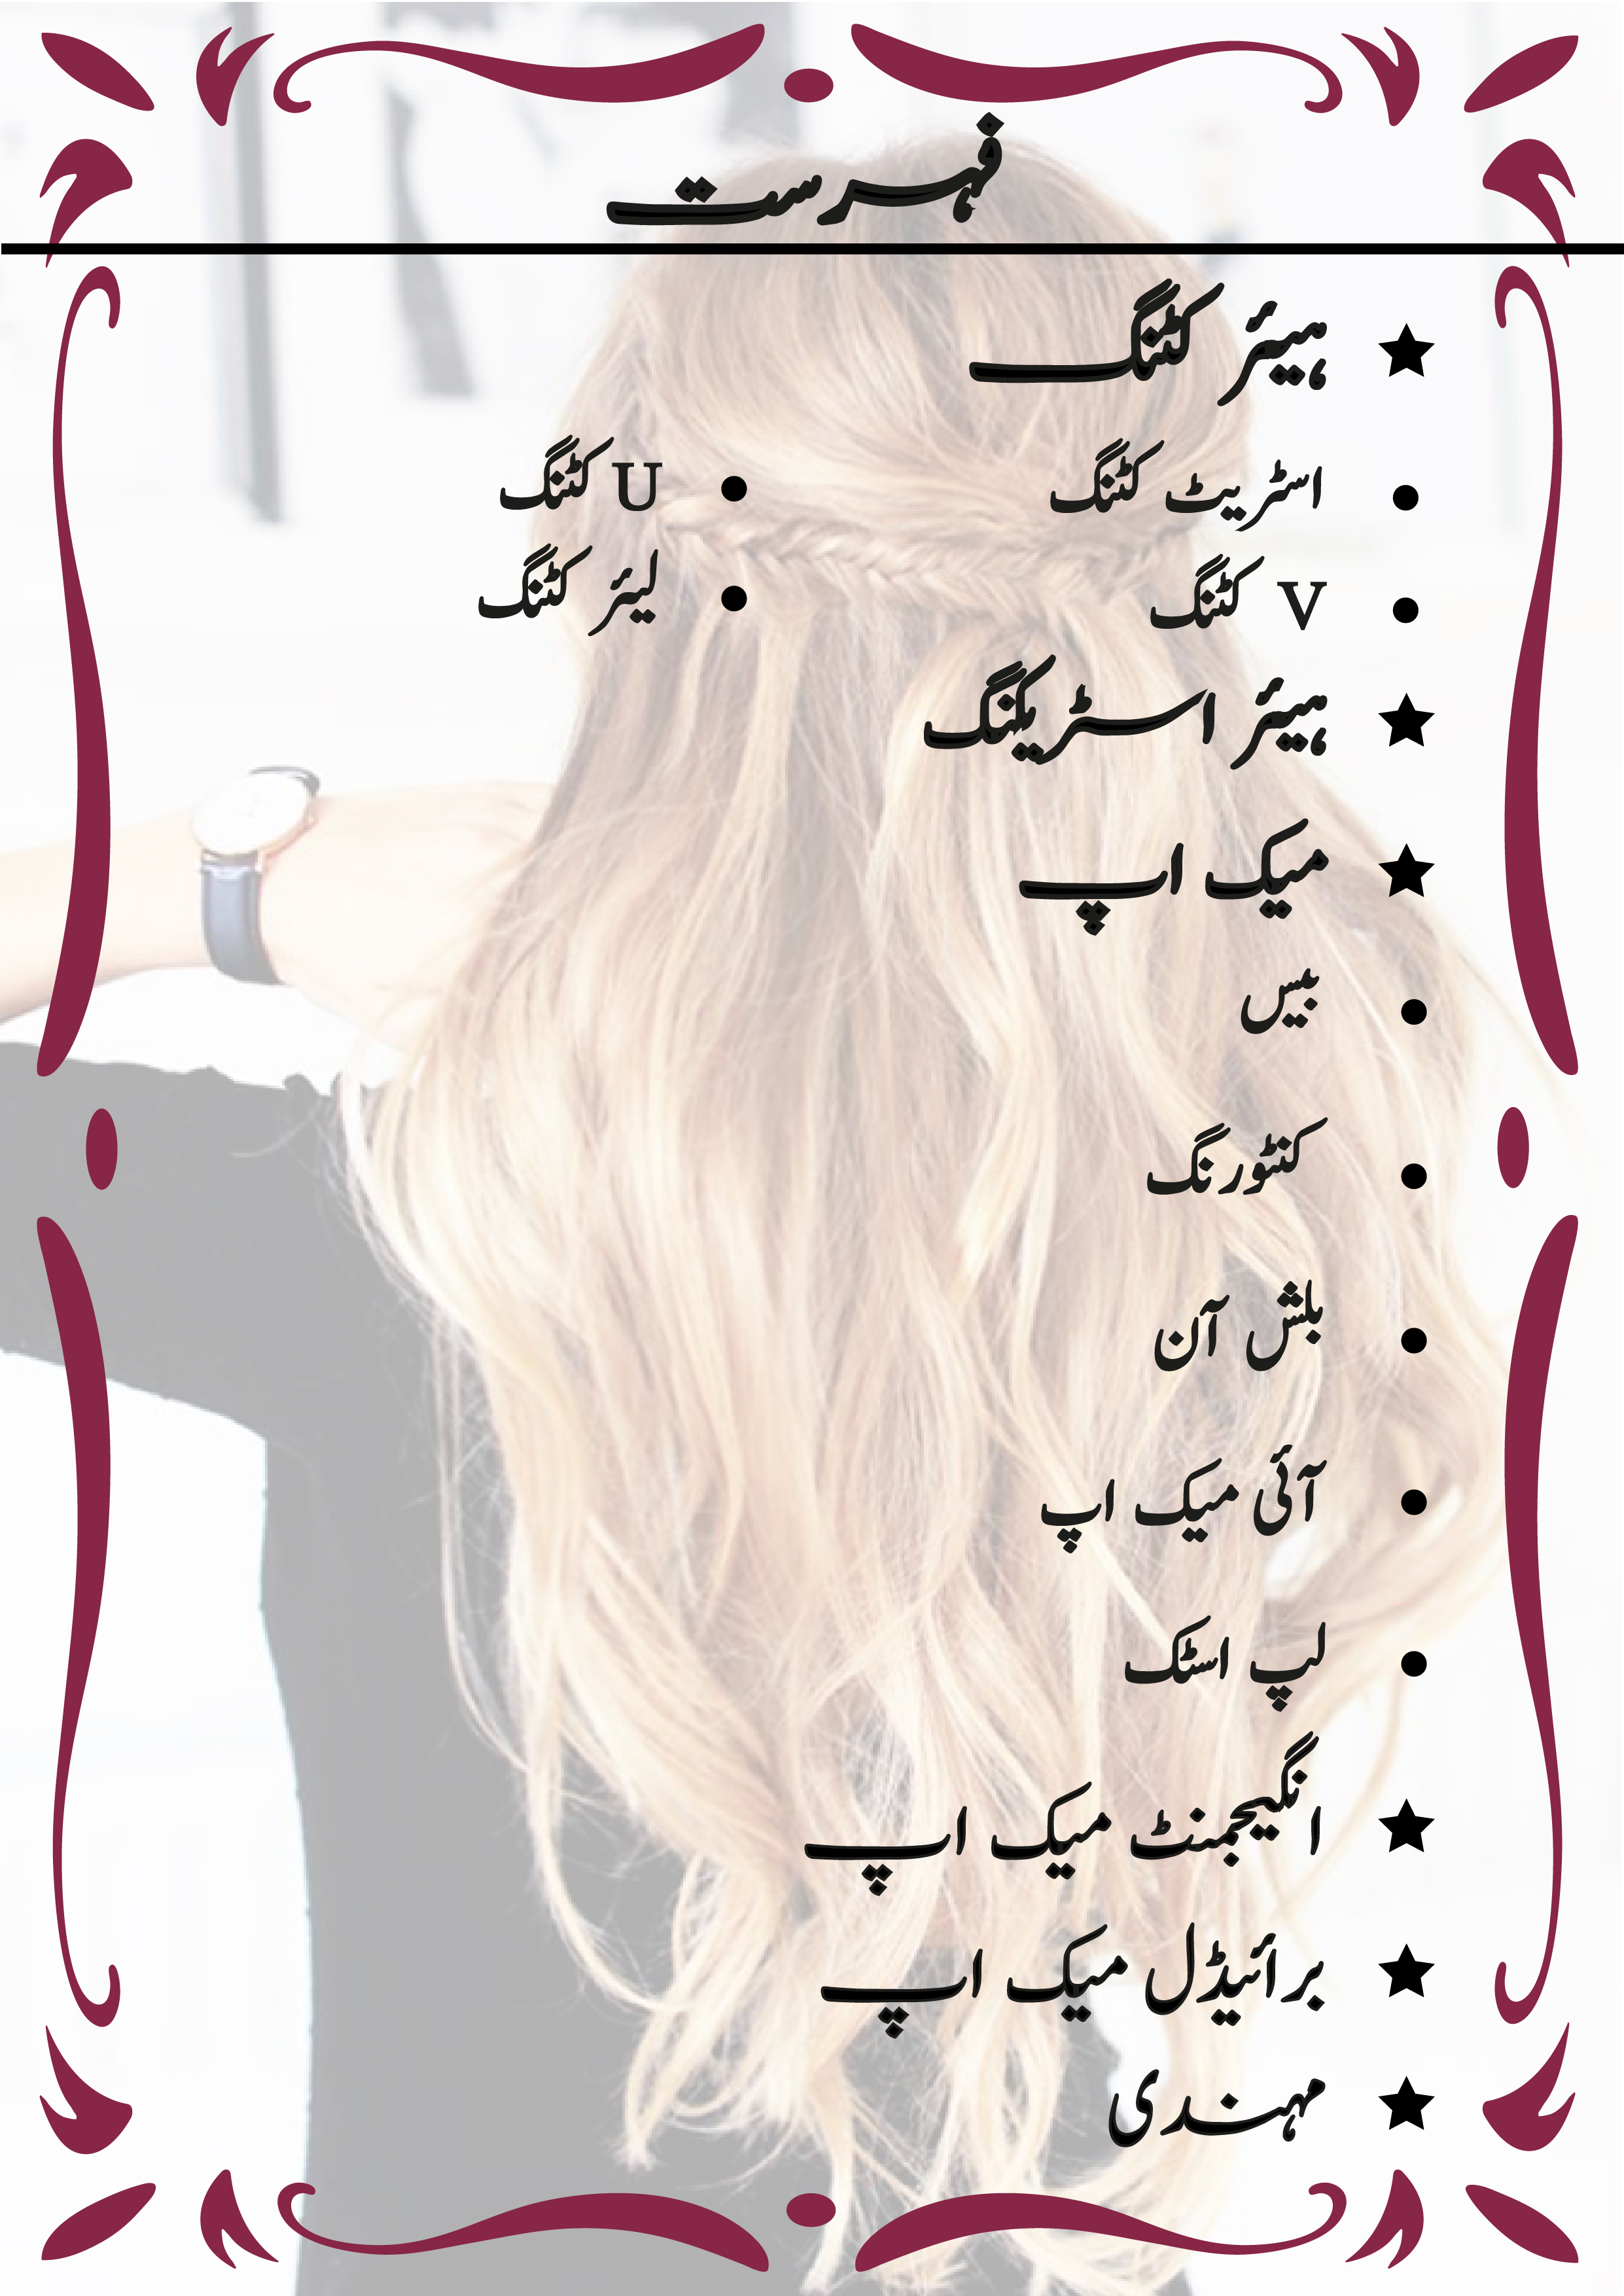 فہرست
★ ہیئر کٹنگ
• اسٹریٹ کٹنگ • U کٹنگ
• V کٹنگ • لیئر کٹنگ
★ ہیئر اسٹریکنگ
★ میک اپ
• بیس
• کنٹورنگ
• بلش آن
• آئی میک اپ
• لپ اسٹک
★ انگیجمنٹ میک اپ
★ برائیڈل میک اپ
★ مہندی